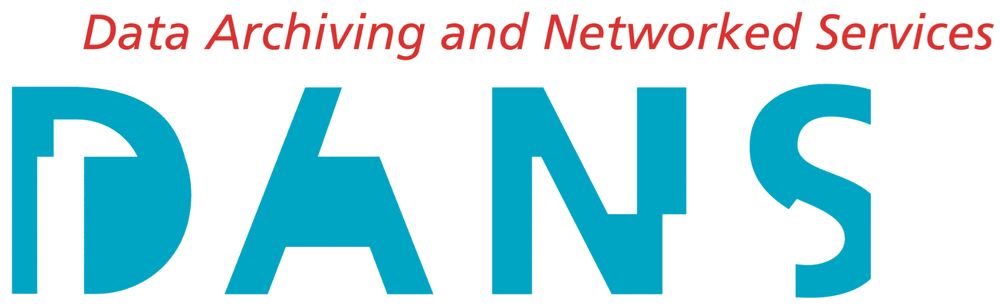 Data Archiving and Networked Services
DANS